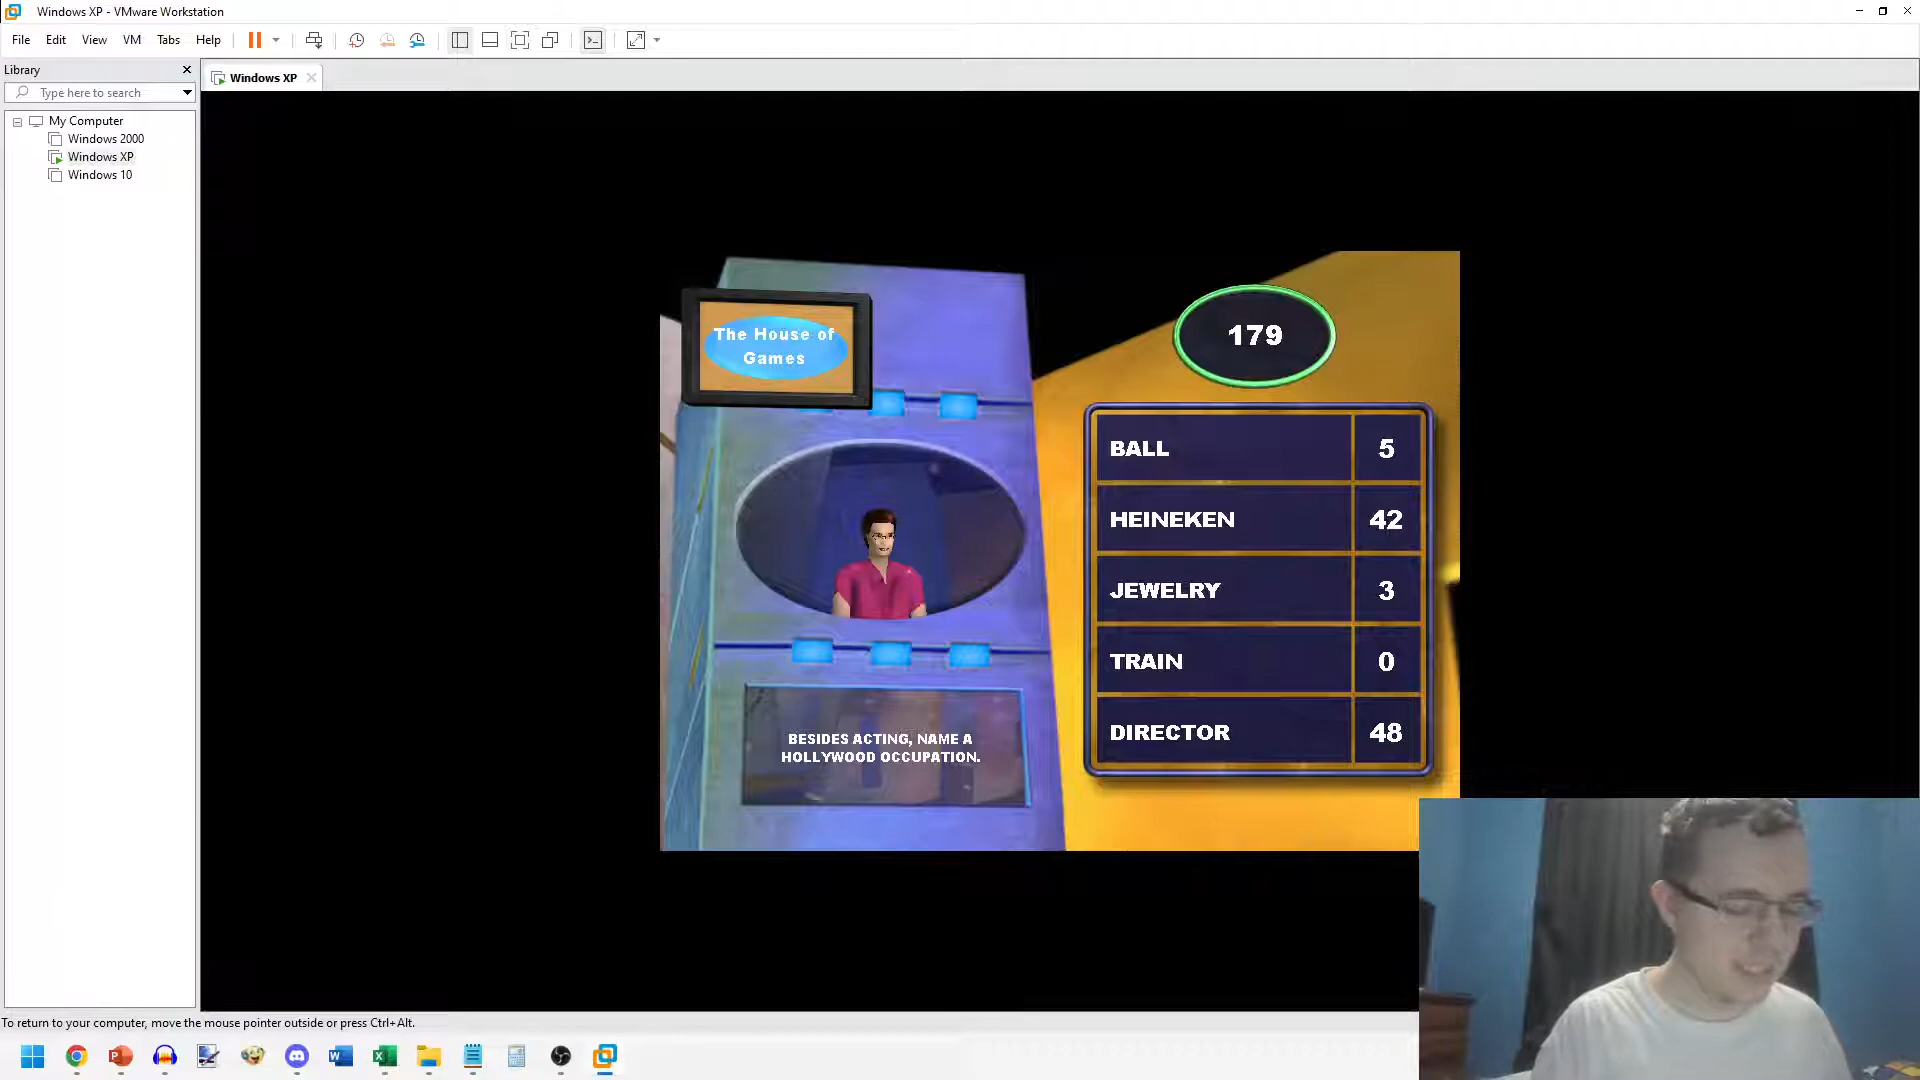 Windows XP - VMware Workstation
File Edit View VM Tabs Help
Library
Type here to search
My Computer
Windows 2000
Windows XP
Windows 10
Windows XP
The House of
Games
179
BALL 5
HEINEKEN 42
JEWELRY 3
TRAIN 0
DIRECTOR 48
BESIDES ACTING, NAME A
HOLLYWOOD OCCUPATION.
To return to your computer, move the mouse pointer outside or press Ctrl+Alt.